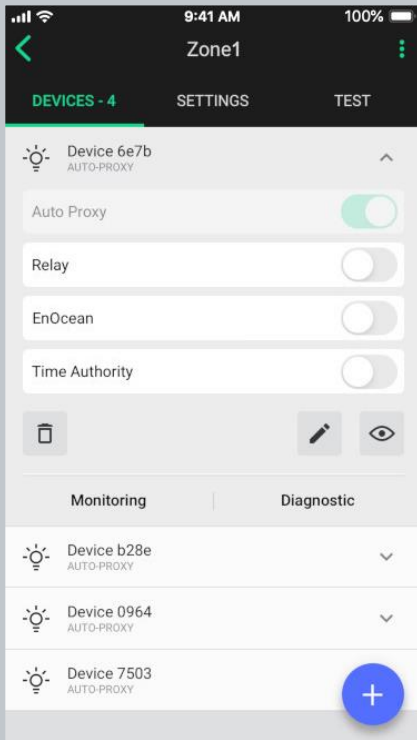 9:41 AM
100%
Zone1
DEVICES - 4
SETTINGS
TEST
Device 6e7b
AUTO-PROXY
Auto Proxy
Relay
EnOcean
Time Authority
Monitoring
Diagnostic
Device b28e
AUTO-PROXY
Device 0964
AUTO-PROXY
Device 7503
AUTO-PROXY